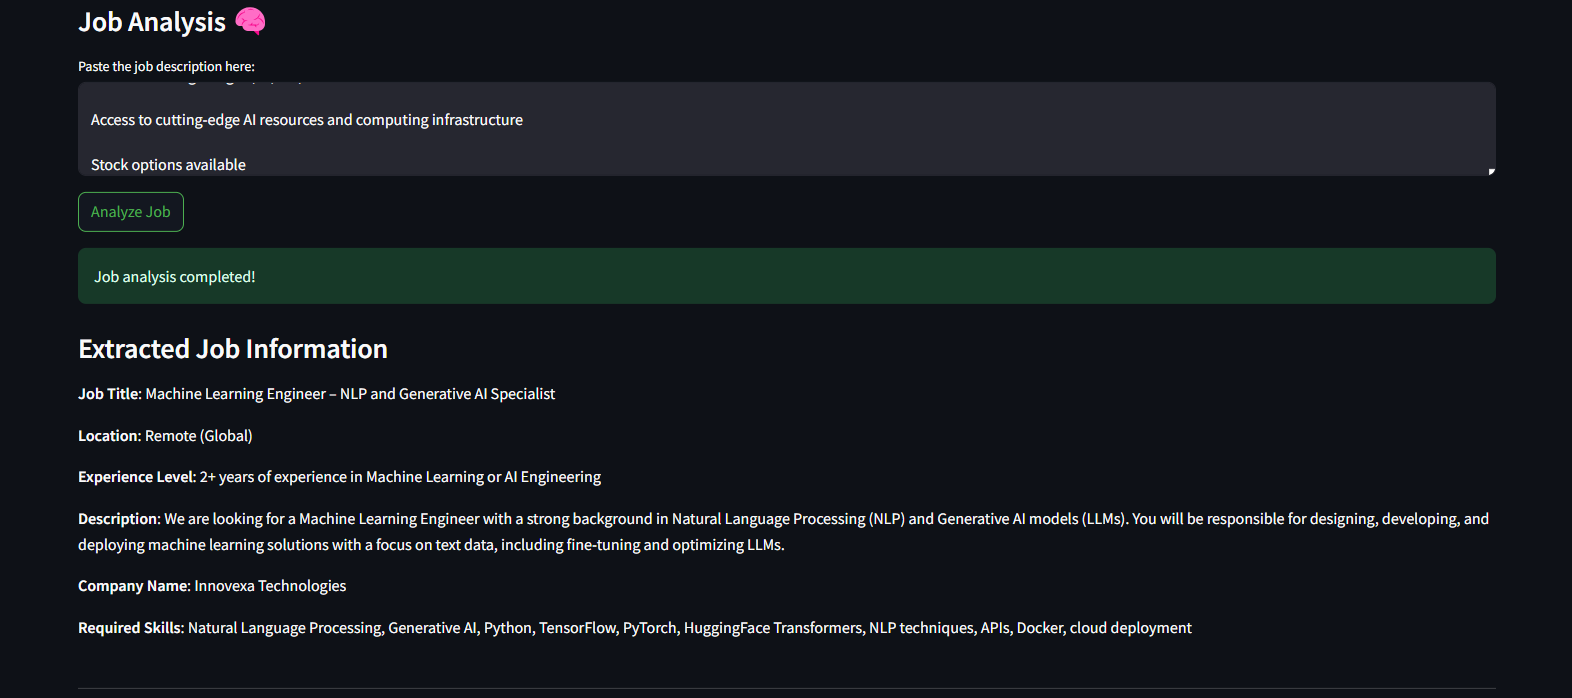 Job Analysis
Paste the job description here:
Access to cutting-edge AI resources and computing infrastructure
Stock options available
Analyze Job
Job analysis completed!
Extracted Job Information
Job Title: Machine Learning Engineer – NLP and Generative AI Specialist
Location: Remote (Global)
Experience Level: 2+ years of experience in Machine Learning or AI Engineering
Description: We are looking for a Machine Learning Engineer with a strong background in Natural Language Processing (NLP) and Generative AI models (LLMs). You will be responsible for designing, developing, and
deploying machine learning solutions with a focus on text data, including fine-tuning and optimizing LLMs.
Company Name: Innovexa Technologies
Required Skills: Natural Language Processing, Generative AI, Python, TensorFlow, PyTorch, HuggingFace Transformers, NLP techniques, APIs, Docker, cloud deployment